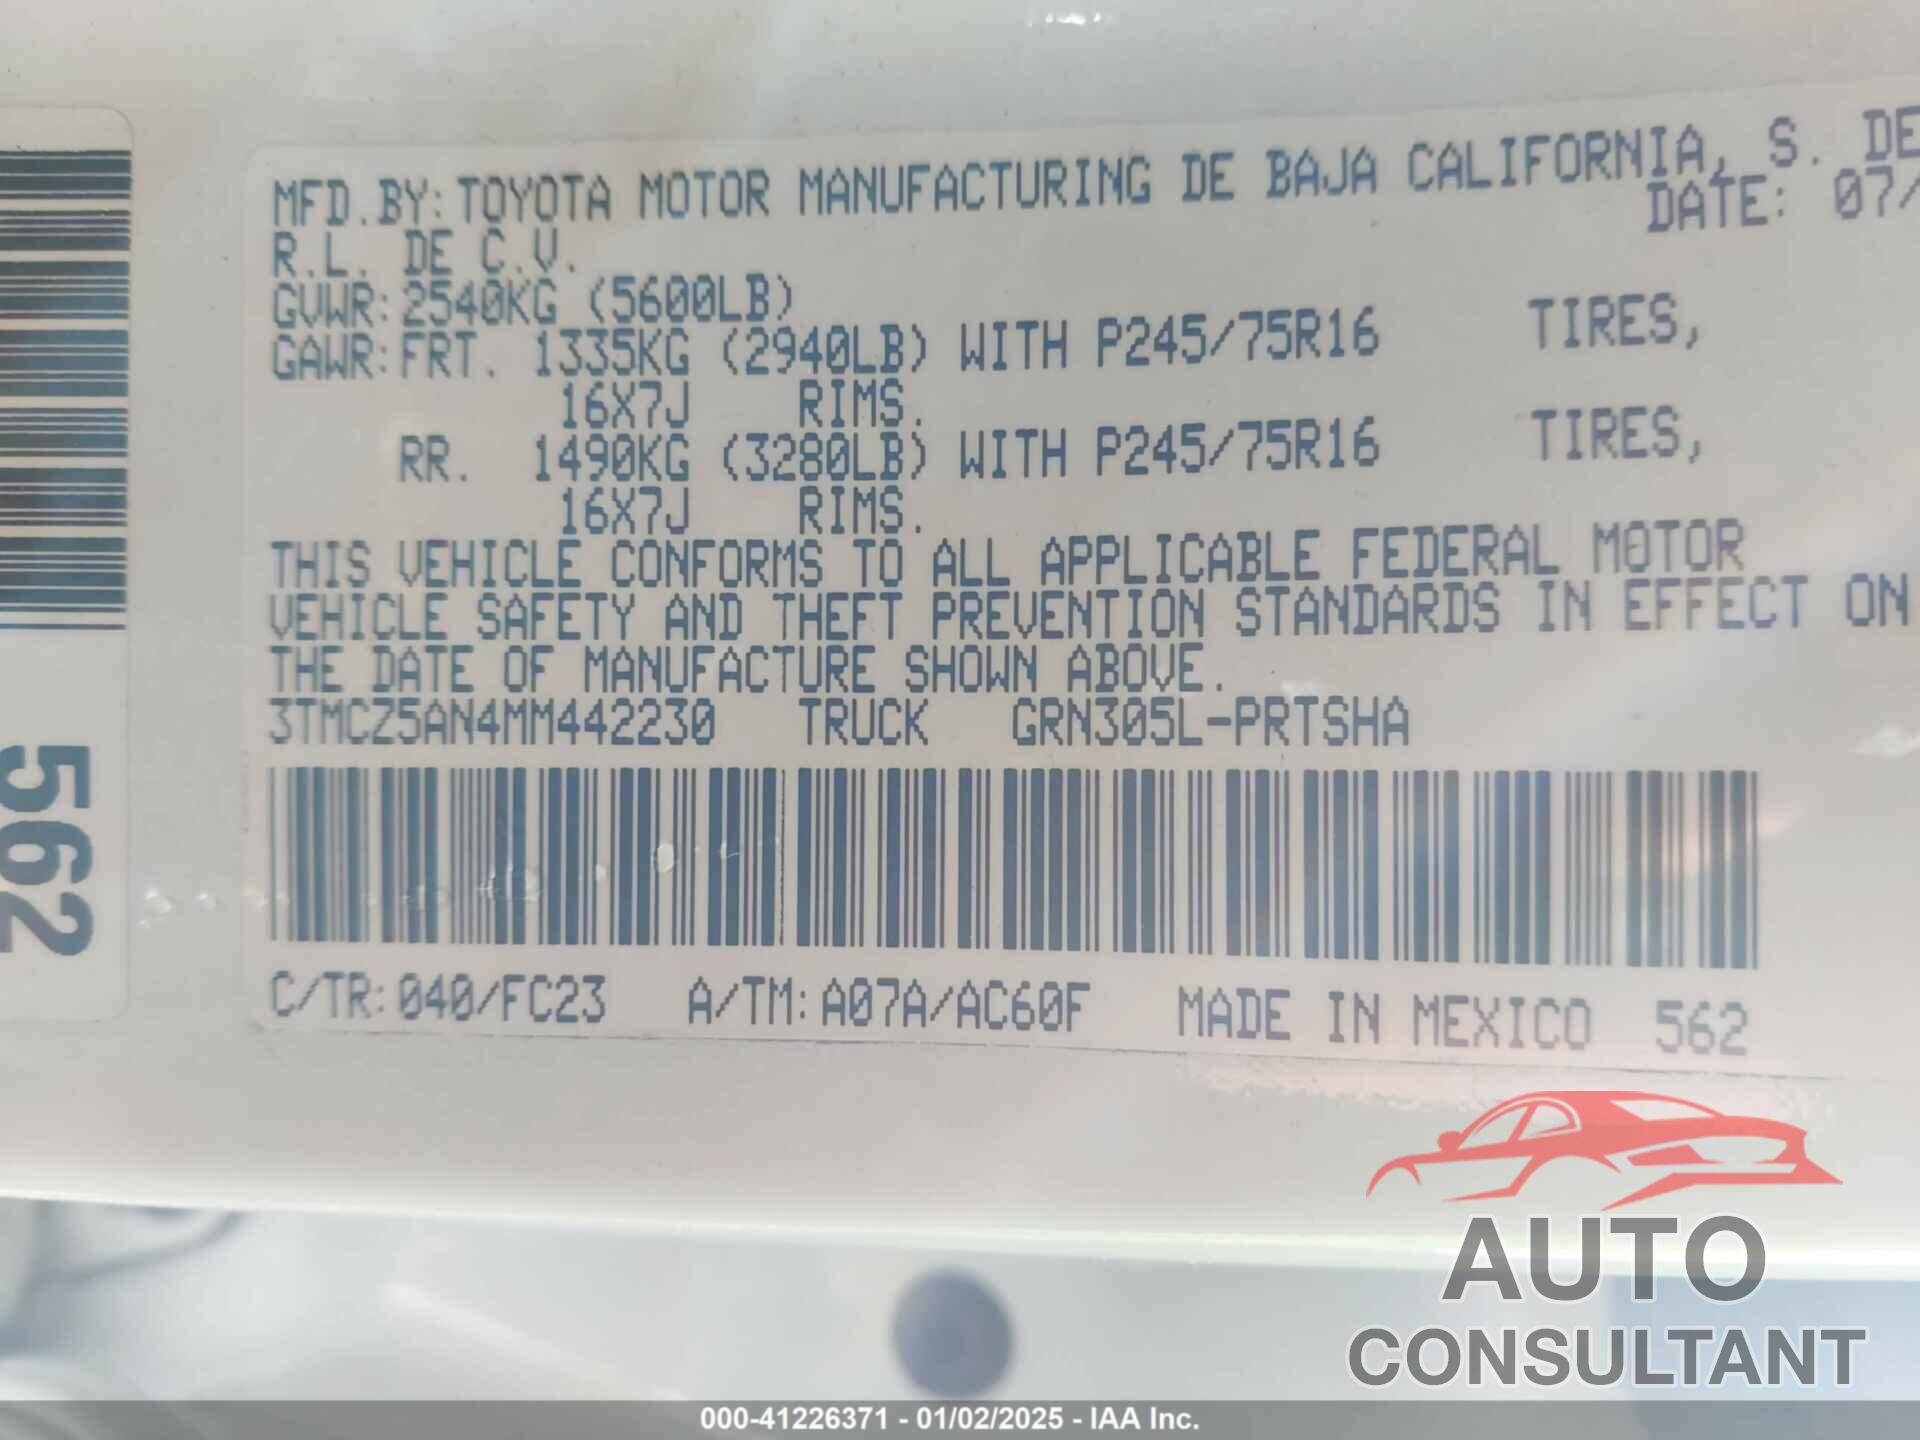 MFD.BY: TOYOTA MOTOR MANUFACTURING DE BAJA CALIFORNIA, S. DE
R.L. DE C.V.
DATE: 07/
GVWR: 2540KG (5600LB)
GAWR: FRT. 1335KG (2940LB) WITH P245/75R16 TIRES,
16X7J RIMS.
RR. 1490KG (3280LB) WITH P245/75R16 TIRES,
16X7J RIMS.
THIS VEHICLE CONFORMS TO ALL APPLICABLE FEDERAL MOTOR
VEHICLE SAFETY AND THEFT PREVENTION STANDARDS IN EFFECT ON
THE DATE OF MANUFACTURE SHOWN ABOVE.
3TMCZ5AN4MM442230 TRUCK GRN305L-PRTSHA
C/TR: 040/FC23 A/TM: A07A/AC60F MADE IN MEXICO 562
562
AUTO
CONSULTANT
000-41226371 - 01/02/2025 - IAA Inc.